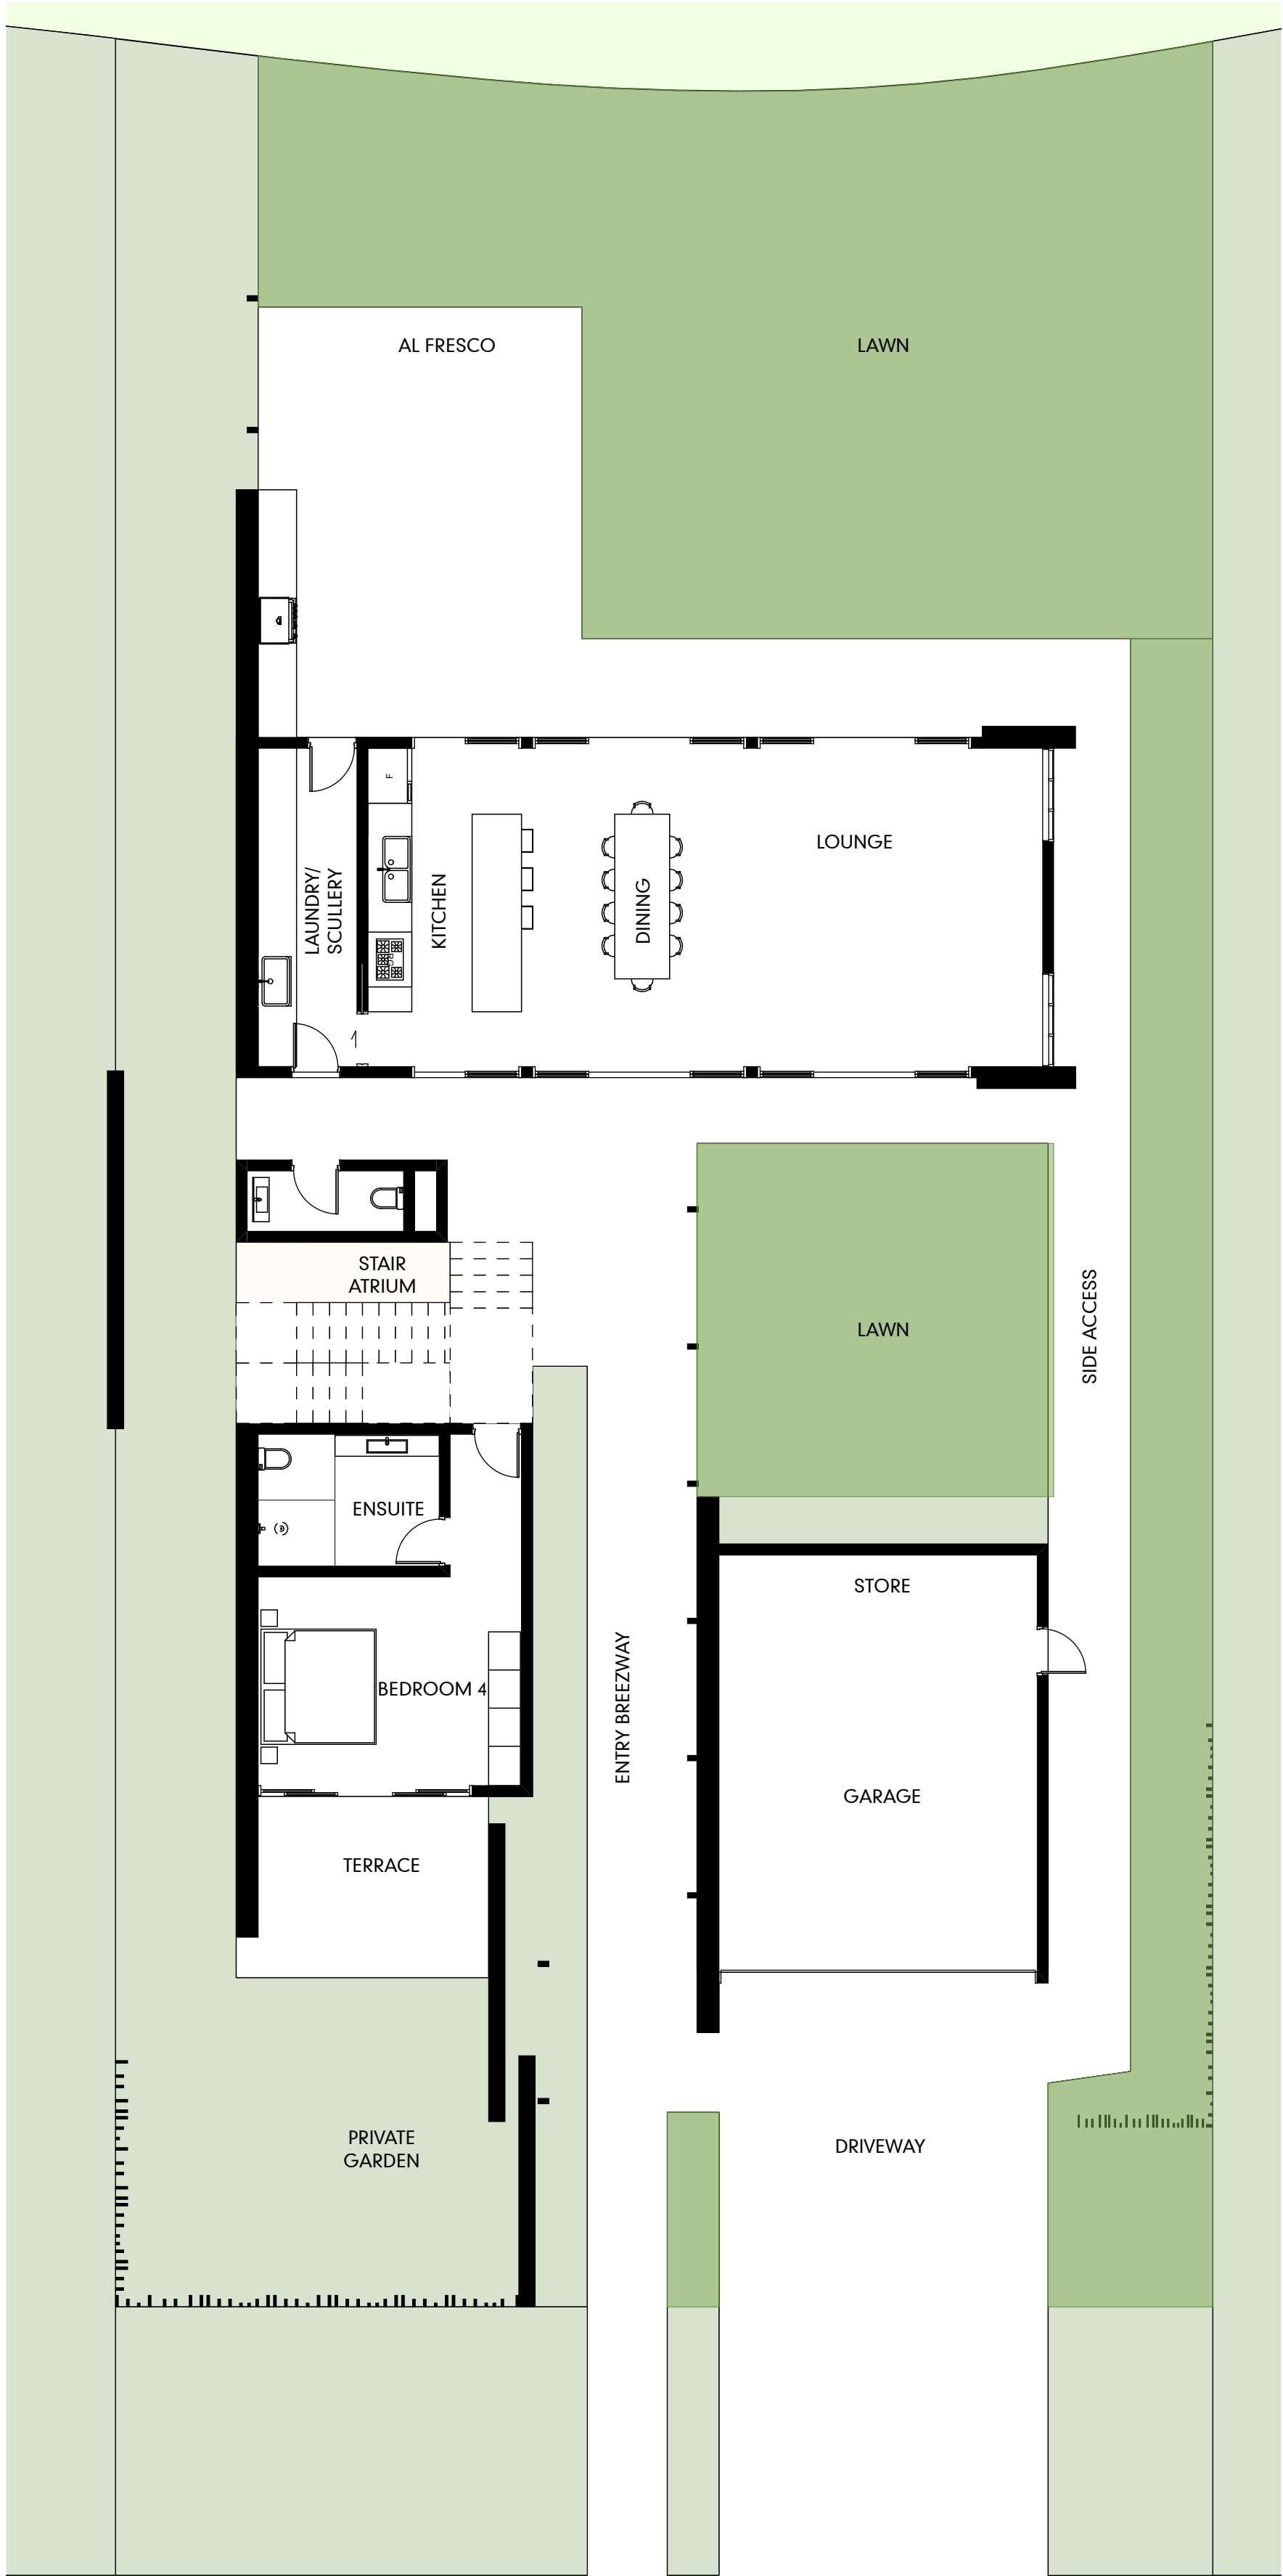 AL FRESCO
LAWN
F
LOUNGE
LAUNDRY/
SCULLERY
KITCHEN
DINING
STAIR
ATRIUM
LAWN
SIDE ACCESS
ENSUITE
STORE
BEDROOM 4
ENTRY BREEZWAY
GARAGE
TERRACE
PRIVATE
GARDEN
DRIVEWAY